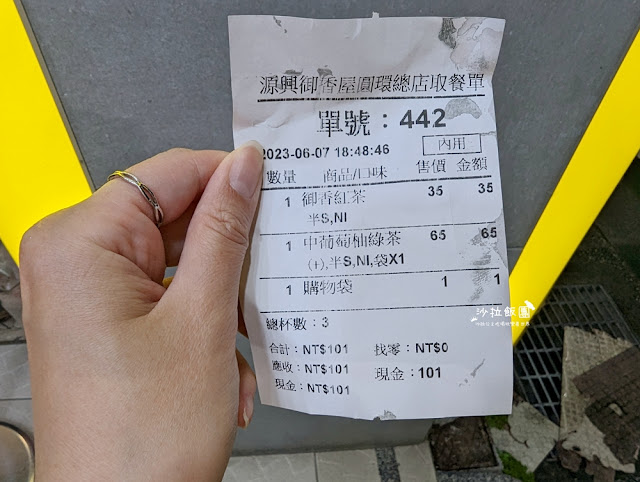 源興御香屋圓環總店取餐單
單號：442
2023-06-07 18:48:46 內用
數量 商品/口味 售價 金額
1 御香紅茶 35 35
半S,NI
1 中葡萄柚綠茶 65 65
(+),半S,NI,袋X1
1 購物袋 1 1
總杯數：3
合計：NT$101 找零：NT$0
應收：NT$101 現金：101
現金：NT$101
沙拉飯團